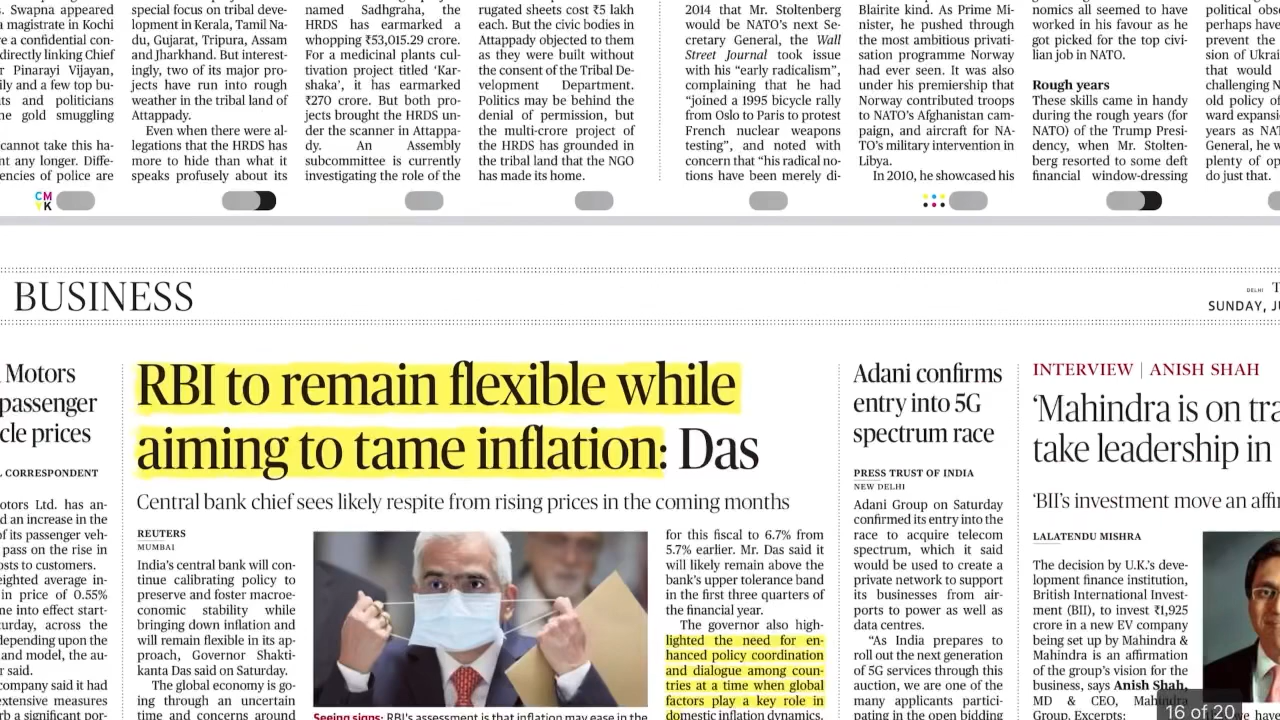 s. Swapna appeared
a magistrate in Kochi
e a confidential con-
directly linking Chief
r Pinarayi Vijayan,
ily and a few top bu-
ts and politicians
he gold smuggling
cannot take this ha-
nt any longer. Diffe-
encies of police are
special focus on tribal deve-
lopment in Kerala, Tamil Na-
du, Gujarat, Tripura, Assam
and Jharkhand. But interest-
ingly, two of its major pro-
jects have run into rough
weather in the tribal land of
Attappady.
Even when there were al-
legations that the HRDS has
more to hide than what it
speaks profusely about its
named Sadhgraha, the
HRDS has earmarked a
whopping ₹53,015.29 crore.
For a medicinal plants cul-
tivation project titled ‘Kar-
shaka’, it has earmarked
₹270 crore. But both pro-
jects brought the HRDS un-
der the scanner in Attappa-
dy. An Assembly
subcommittee is currently
investigating the role of the
rugated sheets cost ₹5 lakh
each. But the civic bodies in
Attappady objected to them
as they were built without
the consent of the Tribal De-
velopment Department.
Politics may be behind the
denial of permission, but
the multi-crore project of
the HRDS has grounded in
the tribal land that the NGO
has made its home.
2014 that Mr. Stoltenberg
would be NATO’s next Se-
cretary General, the Wall
Street Journal took issue
with his “early radicalism”,
complaining that he had
“joined a 1995 bicycle rally
from Oslo to Paris to protest
French nuclear weapons
testing”, and noted with
concern that “his radical no-
tions have been merely di-
Blairite kind. As Prime Mi-
nister, he pushed through
the most ambitious privati-
sation programme Norway
had ever seen. It was also
under his premiership that
Norway contributed troops
to NATO’s Afghanistan cam-
paign, and aircraft for NA-
TO’s military intervention in
Libya.
In 2010, he showcased his
nomics all seemed to have
worked in his favour as he
got picked for the top civi-
lian job in NATO.
Rough years
These skills came in handy
during the rough years (for
NATO) of the Trump Presi-
dency, when Mr. Stolten-
berg resorted to some deft
financial window-dressing
political obse
perhaps have
prevent the
sion of Ukrai
that would
challenging N
old policy of
ward expansi
years as NAT
General, he w
plenty of op
do just that.
CM
YK
BUSINESS
DELHI T
SUNDAY, JU
Motors
passenger
cle prices
CORRESPONDENT
otors Ltd. has an-
d an increase in the
of its passenger veh-
pass on the rise in
osts to customers.
eighted average in-
in price of 0.55%
me into effect start-
turday, across the
depending upon the
and model, the au-
r said.
company said it had
extensive measures
rb a significant por-
RBI to remain flexible while
aiming to tame inflation: Das
Central bank chief sees likely respite from rising prices in the coming months
REUTERS
MUMBAI
India’s central bank will con-
tinue calibrating policy to
preserve and foster macro-
economic stability while
bringing down inflation and
will remain flexible in its ap-
proach, Governor Shakti-
kanta Das said on Saturday.
The global economy is go-
ing through an uncertain
time and concerns around
Seeing signs: RBI’s assessment is that inflation may ease in the
for this fiscal to 6.7% from
5.7% earlier. Mr. Das said it
will likely remain above the
bank’s upper tolerance band
in the first three quarters of
the financial year.
The governor also high-
lighted the need for en-
hanced policy coordination
and dialogue among coun-
tries at a time when global
factors play a key role in
domestic inflation dynamics.
Adani confirms
entry into 5G
spectrum race
PRESS TRUST OF INDIA
NEW DELHI
Adani Group on Saturday
confirmed its entry into the
race to acquire telecom
spectrum, which it said
would be used to create a
private network to support
its businesses from air-
ports to power as well as
data centres.
“As India prepares to
roll out the next generation
of 5G services through this
auction, we are one of the
many applicants partici-
pating in the open bidding
INTERVIEW | ANISH SHAH
‘Mahindra is on tra
take leadership in
‘BII’s investment move an affir
LALATENDU MISHRA
The decision by U.K.’s deve-
lopment finance institution,
British International Invest-
ment (BII), to invest ₹1,925
crore in a new EV company
being set up by Mahindra &
Mahindra is an affirmation
of the group’s vision for the
business, says Anish Shah,
MD & CEO, Mahindra
Group. Excerpts:
16 of 20